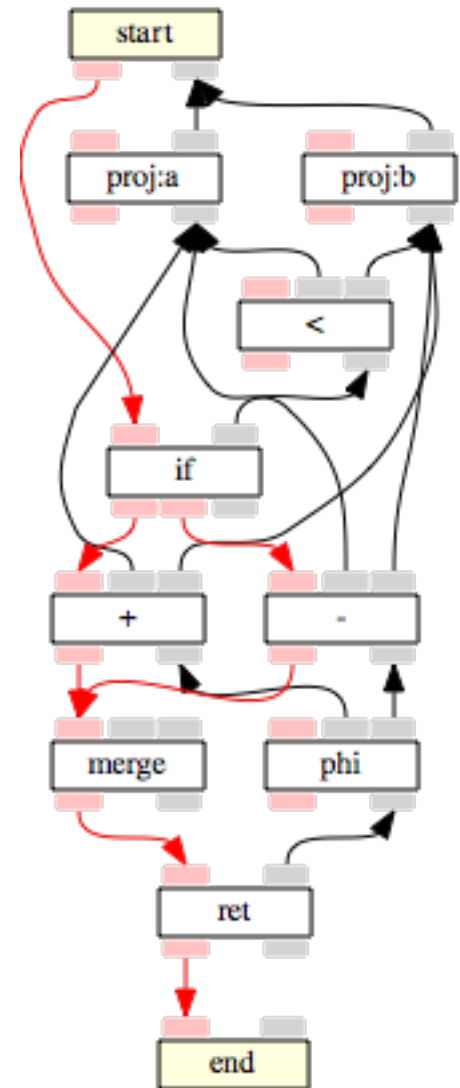 start
proj:a
proj:b
<
if
+
-
merge
phi
ret
end